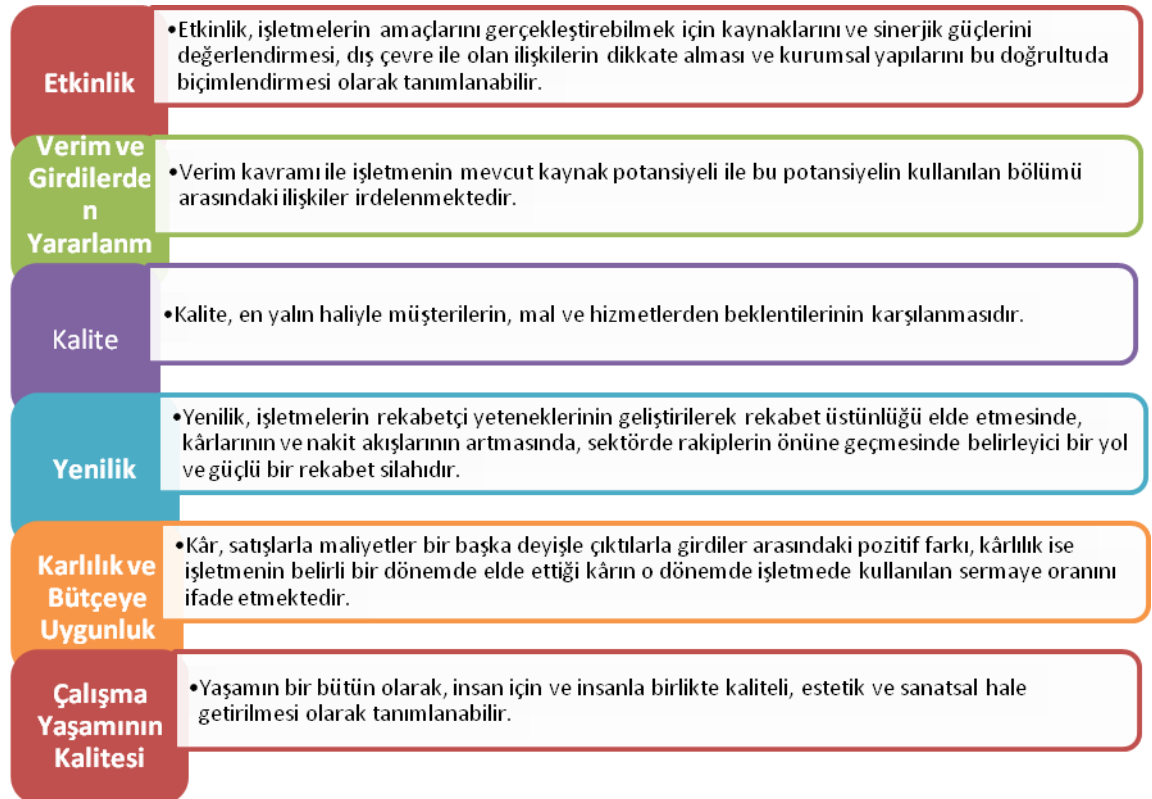 Etkinlik
•Etkinlik, işletmelerin amaçlarını gerçekleştirebilmek için kaynaklarını ve sinerjik güçlerini
değerlendirmesi, dış çevre ile olan ilişkilerin dikkate alması ve kurumsal yapılarını bu doğrultuda
biçimlendirmesi olarak tanımlanabilir.
Verim ve
Girdilerde
n
Yararlanm
•Verim kavramı ile işletmenin mevcut kaynak potansiyeli ile bu potansiyelin kullanılan bölümü
arasındaki ilişkiler irdelenmektedir.
Kalite
•Kalite, en yalın haliyle müşterilerin, mal ve hizmetlerden beklentilerinin karşılanmasıdır.
Yenilik
•Yenilik, işletmelerin rekabetçi yeteneklerinin geliştirilerek rekabet üstünlüğü elde etmesinde,
kârlarının ve nakit akışlarının artmasında, sektörde rakiplerin önüne geçmesinde belirleyici bir yol
ve güçlü bir rekabet silahıdır.
Karlılık ve
Bütçeye
Uygunluk
•Kâr, satışlarla maliyetler bir başka deyişle çıktılarla girdiler arasındaki pozitif farkı, kârlılık ise
işletmenin belirli bir dönemde elde ettiği kârın o dönemde işletmede kullanılan sermaye oranını
ifade etmektedir.
Çalışma
Yaşamının
Kalitesi
•Yaşamın bir bütün olarak, insan için ve insanla birlikte kaliteli, estetik ve sanatsal hale
getirilmesi olarak tanımlanabilir.